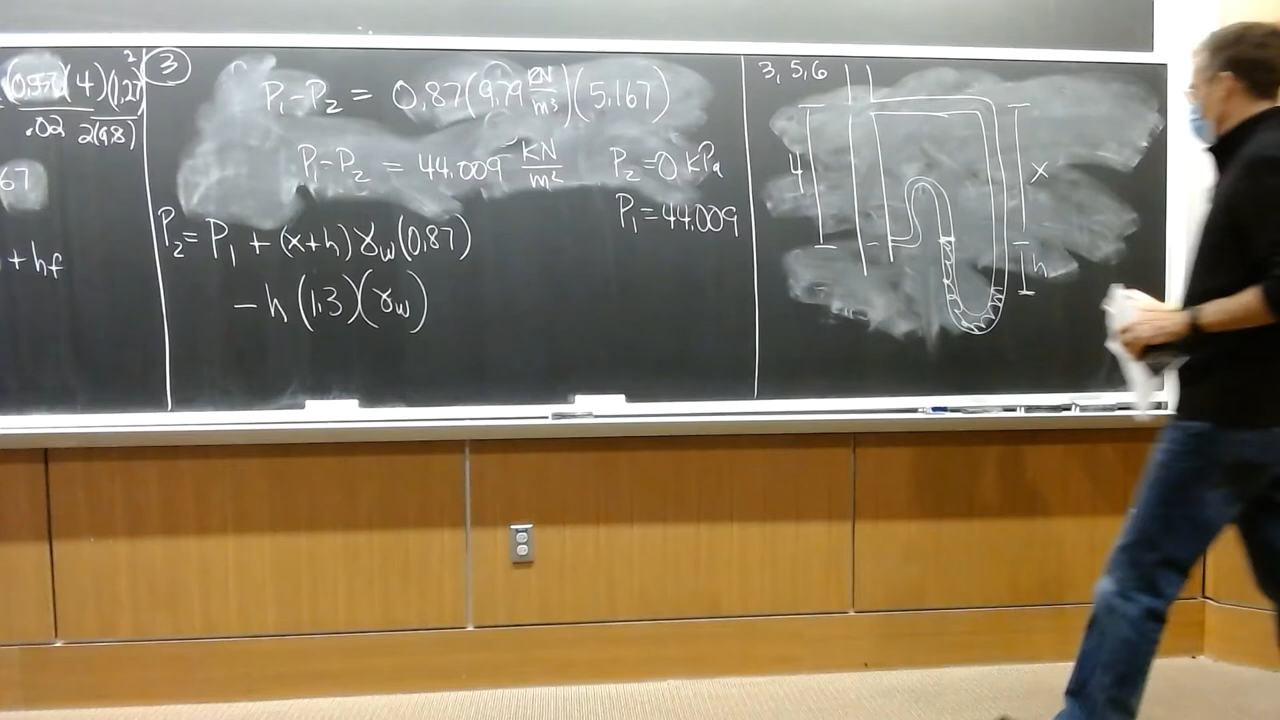 (0.576)(4)(1.27)²
.02 2(9.8)
67
+ hf
③
P₁-P₂ = 0.87(9.79 KN/m³)(5.167)
P₁-P₂ = 44.009 KN/m² P₂=0 kPa
P₁=44.009
P₂= P₁ + (x+h)γw(0.87)
- h(1.3)(γw)
3, 5, 6
4
x
h